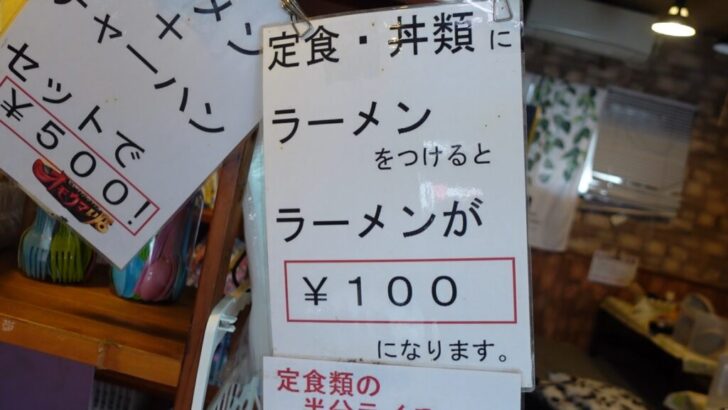 チャーハン
セットで
￥５００！
定食・丼類に
ラーメン
をつけると
ラーメンが
￥１００
になります。
定食類の